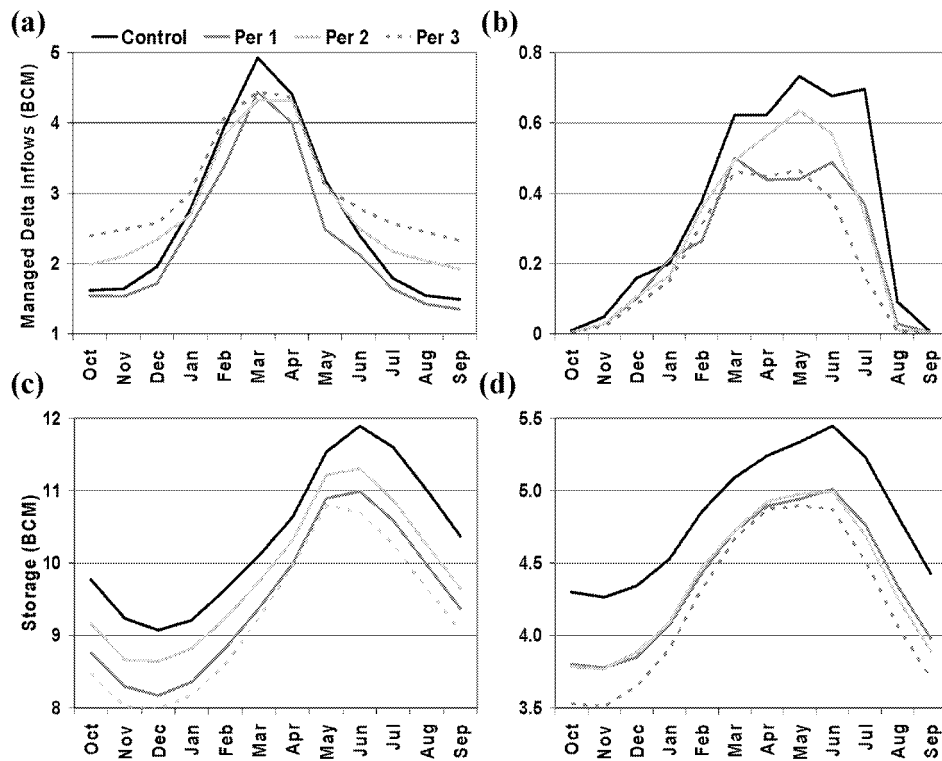 (a) (b)
Control Per 1 Per 2 Per 3
Managed Delta Inflows (BCM)
5
4
3
2
1
Oct Nov Dec Jan Feb Mar Apr May Jun Jul Aug Sep
0.8
0.6
0.4
0.2
0
Oct Nov Dec Jan Feb Mar Apr May Jun Jul Aug Sep
(c) (d)
Storage (BCM)
12
11
10
9
8
Oct Nov Dec Jan Feb Mar Apr May Jun Jul Aug Sep
5.5
5.0
4.5
4.0
3.5
Oct Nov Dec Jan Feb Mar Apr May Jun Jul Aug Sep